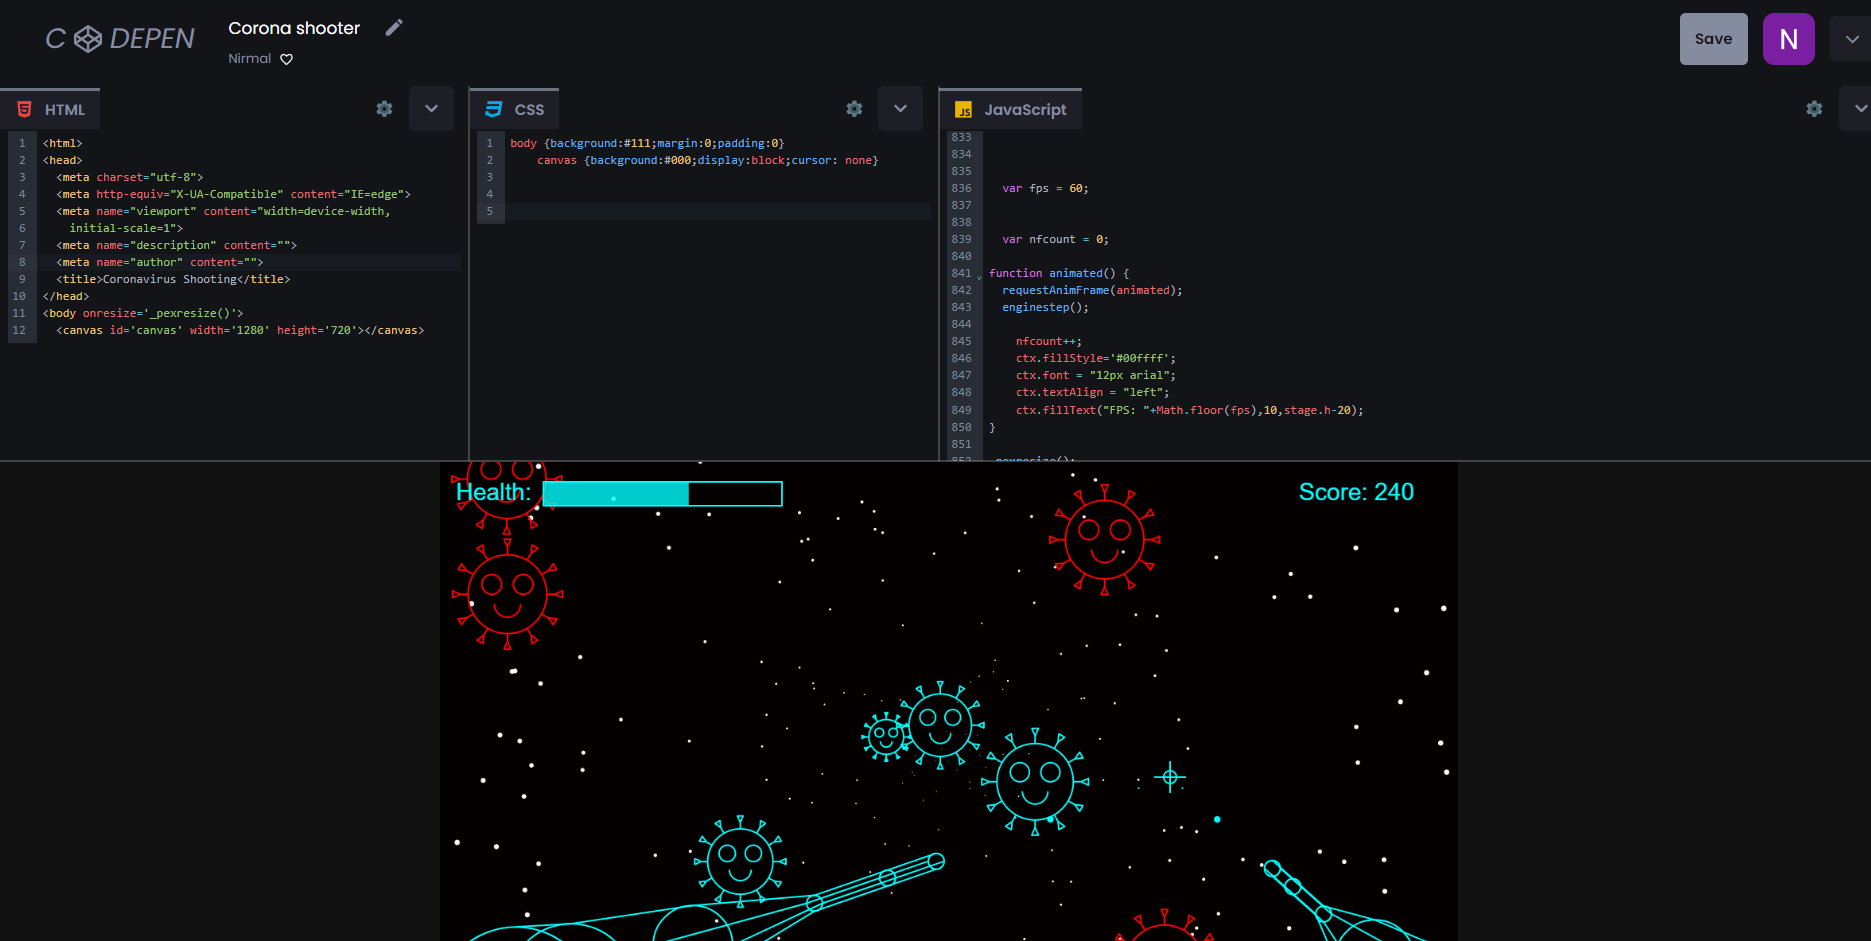 CODEPEN
Corona shooter
Nirmal
Save
N
HTML
1 <html>
2 <head>
3 <meta charset="utf-8">
4 <meta http-equiv="X-UA-Compatible" content="IE=edge">
5 <meta name="viewport" content="width=device-width,
6 initial-scale=1">
7 <meta name="description" content="">
8 <meta name="author" content="">
9 <title>Coronavirus Shooting</title>
10 </head>
11 <body onresize='_pexresize()'>
12 <canvas id='canvas' width='1280' height='720'></canvas>
CSS
1 body {background:#111;margin:0;padding:0}
2 canvas {background:#000;display:block;cursor: none}
3
4
5
JS JavaScript
833
834
835
836 var fps = 60;
837
838
839 var nfcount = 0;
840
841 function animated() {
842 requestAnimFrame(animated);
843 enginestep();
844
845 nfcount++;
846 ctx.fillStyle='#00ffff';
847 ctx.font = "12px arial";
848 ctx.textAlign = "left";
849 ctx.fillText("FPS: "+Math.floor(fps),10,stage.h-20);
850 }
851
Health:
Score: 240